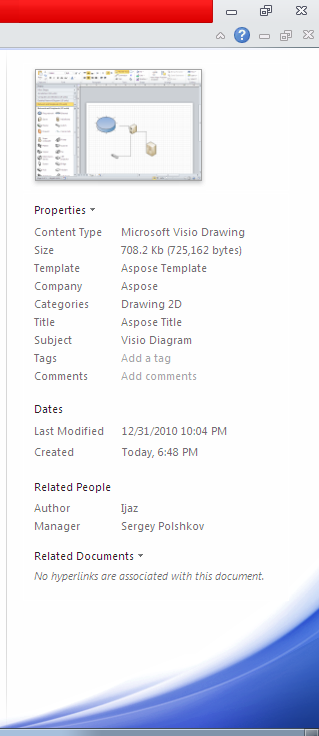 Properties
Content Type Microsoft Visio Drawing
Size 708.2 Kb (725,162 bytes)
Template Aspose Template
Company Aspose
Categories Drawing 2D
Title Aspose Title
Subject Visio Diagram
Tags Add a tag
Comments Add comments
Dates
Last Modified 12/31/2010 10:04 PM
Created Today, 6:48 PM
Related People
Author Ijaz
Manager Sergey Polshkov
Related Documents
No hyperlinks are associated with this document.